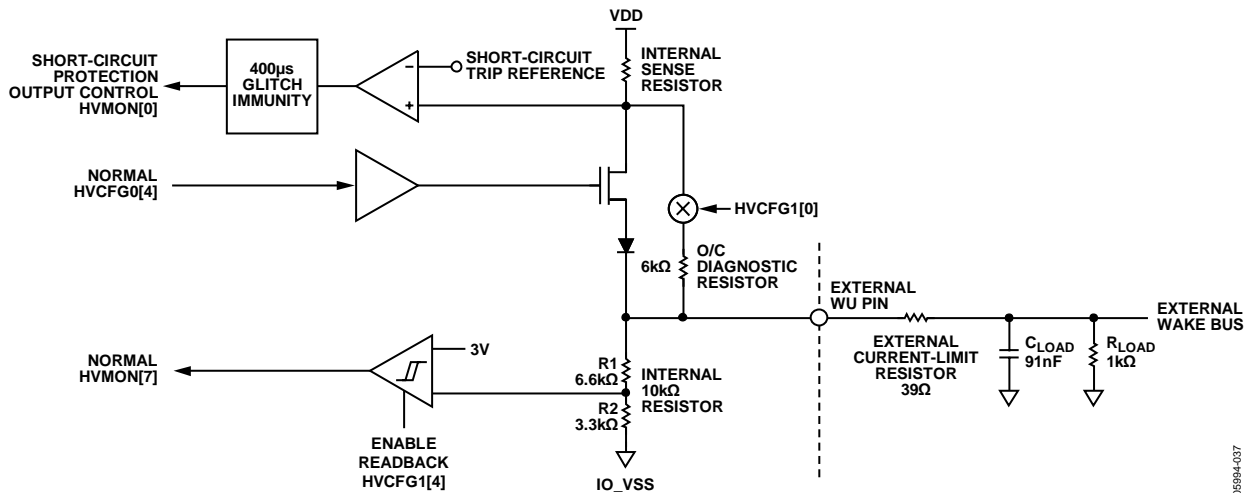 VDD
SHORT-CIRCUIT
PROTECTION
OUTPUT CONTROL
HVMON[0]
400µs
GLITCH
IMMUNITY
−
+
SHORT-CIRCUIT
TRIP REFERENCE
INTERNAL
SENSE
RESISTOR
NORMAL
HVCFG0[4]
HVCFG1[0]
6kΩ
O/C
DIAGNOSTIC
RESISTOR
EXTERNAL
WU PIN
EXTERNAL
WAKE BUS
EXTERNAL
CURRENT-LIMIT
RESISTOR
39Ω
CLOAD
91nF
RLOAD
1kΩ
NORMAL
HVMON[7]
3V
R1
6.6kΩ
INTERNAL
10kΩ
RESISTOR
R2
3.3kΩ
ENABLE
READBACK
HVCFG1[4]
IO_VSS
05994-037